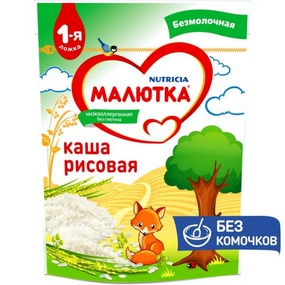 1-я
ложка
Безмолочная
NUTRICIA
МАЛЮТКА®
низкоаллергенная
без глютена
каша
рисовая
БЕЗ
КОМОЧКОВ